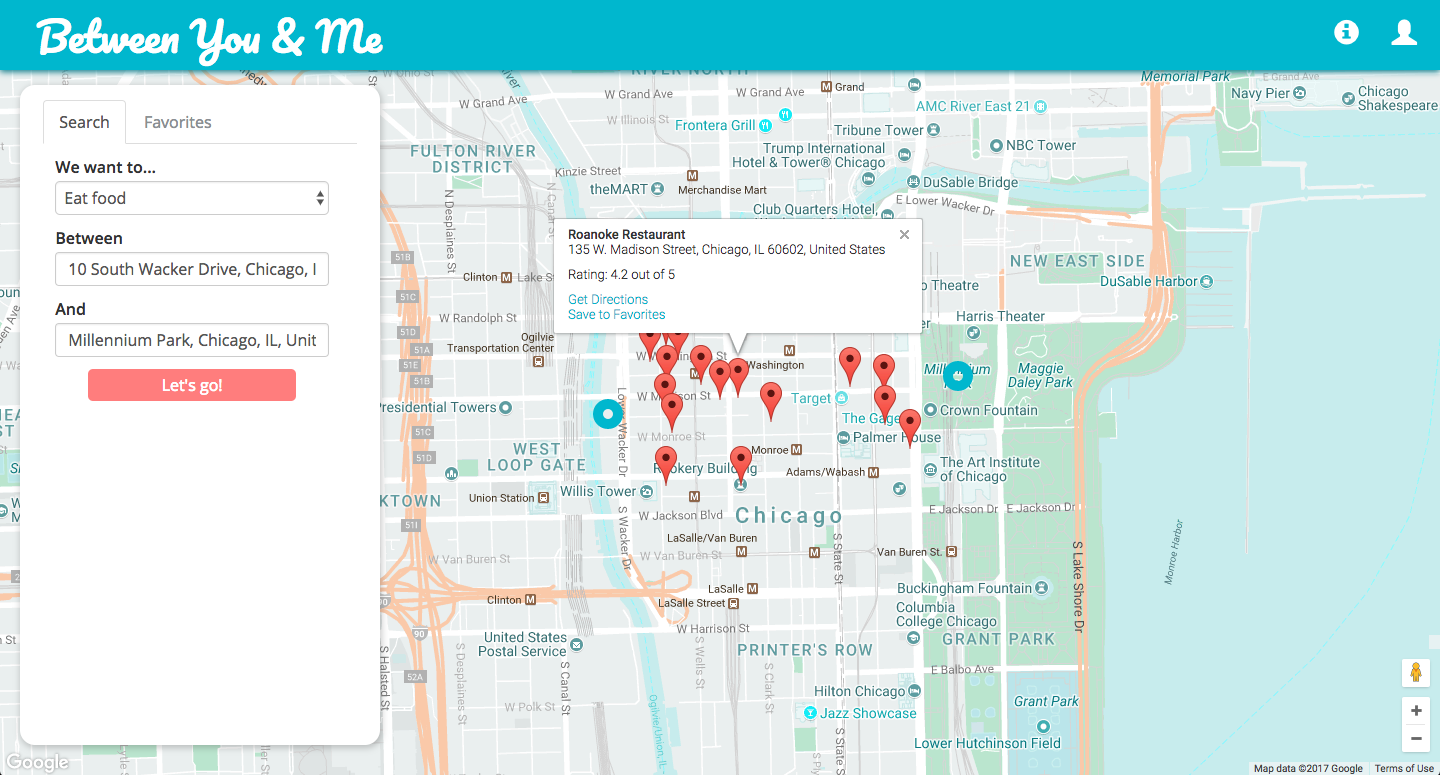 Between You & Me
Search
Favorites
We want to...
Eat food
Between
10 South Wacker Drive, Chicago, I
And
Millennium Park, Chicago, IL, Unit
Let's go!
Roanoke Restaurant
135 W. Madison Street, Chicago, IL 60602, United States
Rating: 4.2 out of 5
Get Directions
Save to Favorites
RIVER NORTH
W Grand Ave
W Grand Ave
Grand
W Grand Ave
E Grand Ave
Memorial Park
Navy Pier
Chicago
Shakespeare
AMC River East 21
W Illinois St
Frontera Grill
Tribune Tower
NBC Tower
Trump International
Hotel & Tower® Chicago
FULTON RIVER
DISTRICT
Kinzie Street
theMART
Merchandise Mart
DuSable Bridge
E Lower Wacker Dr
Club Quarters Hotel,
N Desplaines St
N Canal St
51B
Clinton
Lake St
NEW EAST SIDE
DuSable Harbor
Theatre
Harris Theater
51C
W Randolph St
51D
Ogilvie
Transportation Center
51A
51E
51B
Washington
Maggie
Daley Park
Presidential Towers
Target
The Gage
Crown Fountain
Lower Wacker Dr
W Monroe St
Monroe
Palmer House
51C
51D
WEST
LOOP GATE
Rookery Building
Adams/Wabash
The Art Institute
of Chicago
Union Station
Willis Tower
KTOWN
Chicago
W Jackson Blvd
E Jackson Dr
E Jackson Dr
51I
S Wacker Dr
LaSalle/Van Buren
W Van Buren St
W Van Buren St
Van Buren St.
S State St
S Lake Shore Dr
Monroe Harbor
Clinton
LaSalle
LaSalle Street
Buckingham Fountain
Columbia
College Chicago
90
W Harrison St
GRANT PARK
United States
Postal Service
PRINTER'S ROW
E Balbo Ave
52A
S Halsted St
S Desplaines St
S Canal St
S Wells St
S Clark St
S State St
Hilton Chicago
Grant Park
W Polk St
Jazz Showcase
Lower Hutchinson Field
Google
Map data ©2017 Google
Terms of Use